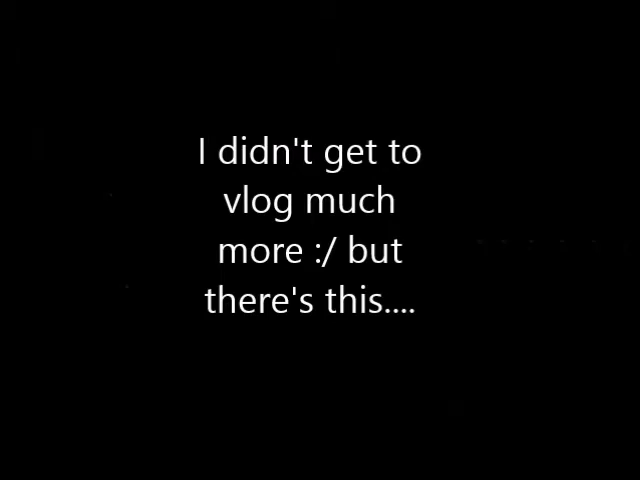 I didn't get to
vlog much
more :/ but
there's this....